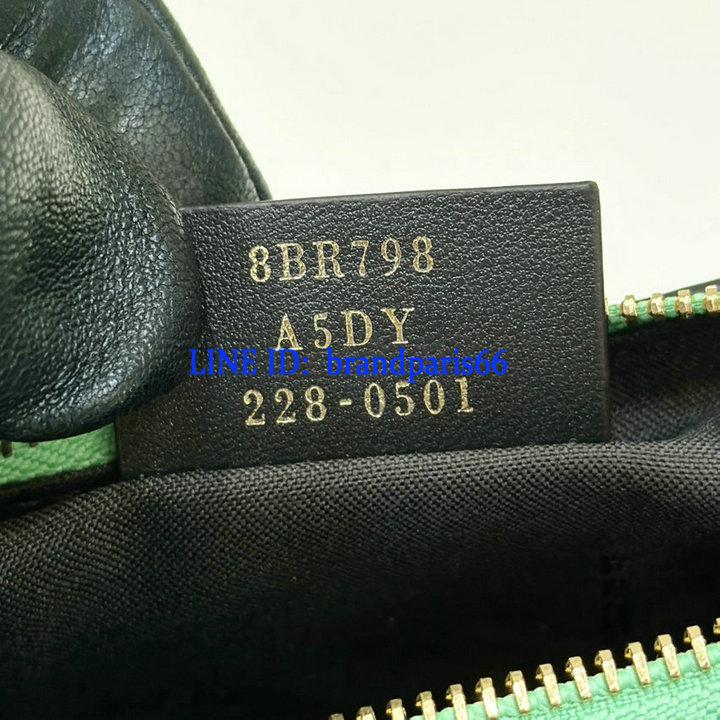 8BR798
A5DY
LINE ID: brandparis66
228-0501